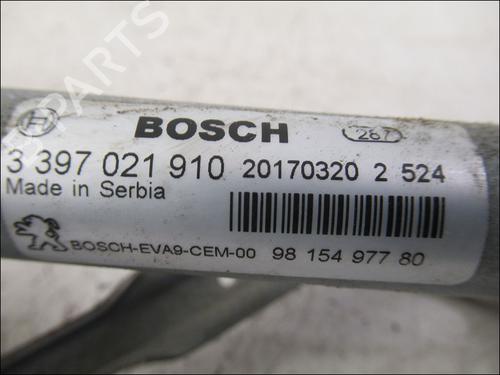 BOSCH 267
3 397 021 910 20170320 2 524
Made in Serbia
BOSCH-EVA9-CEM-00 98 154 977 80
B-PARTS